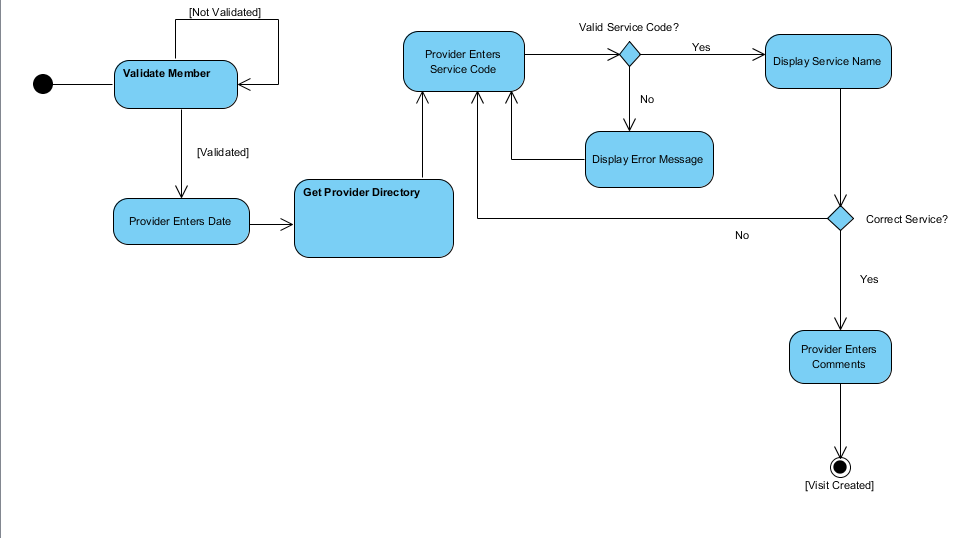 [Not Validated]
Validate Member
[Validated]
Provider Enters Date
Get Provider Directory
Provider Enters
Service Code
Valid Service Code?
Yes
No
Display Service Name
Display Error Message
Correct Service?
No
Yes
Provider Enters
Comments
[Visit Created]